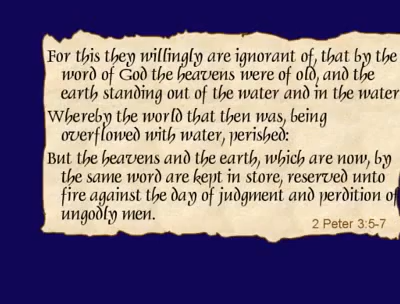 For this they willingly are ignorant of, that by the
word of God the heavens were of old, and the
earth standing out of the water and in the water
Whereby the world that then was, being
overflowed with water, perished:
But the heavens and the earth, which are now, by
the same word are kept in store, reserved unto
fire against the day of judgment and perdition of
ungodly men.
2 Peter 3:5-7